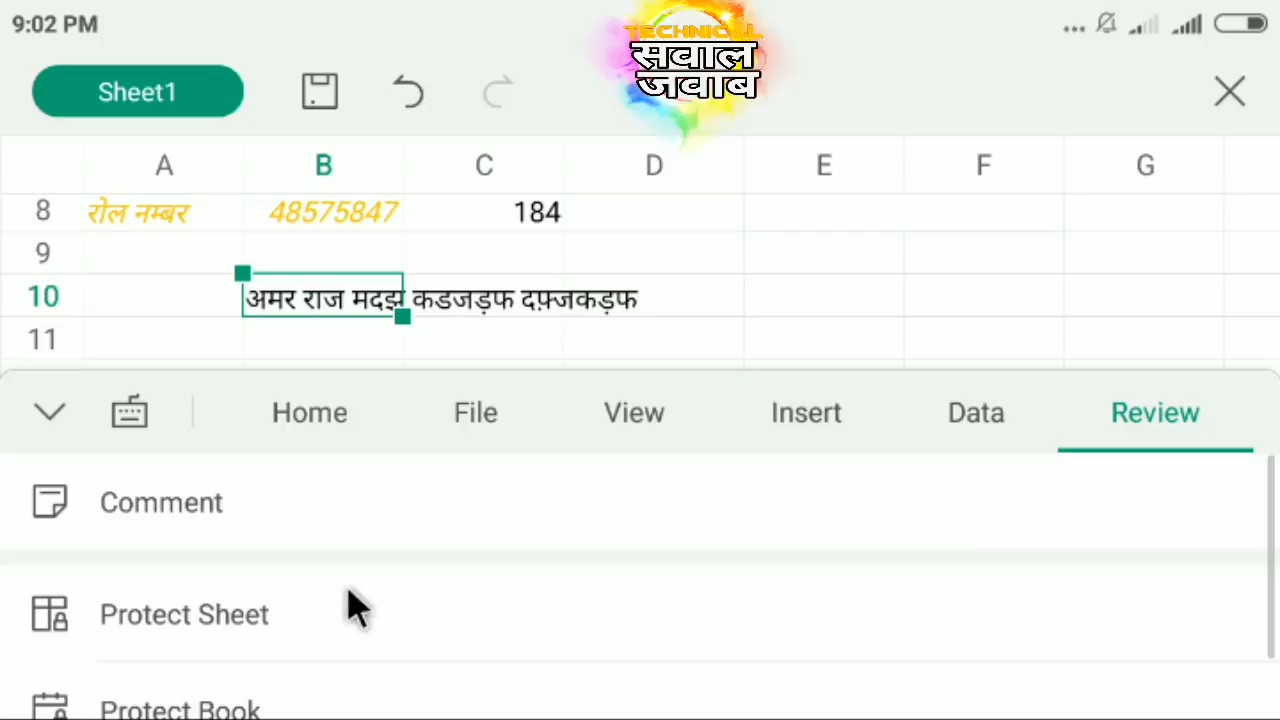 9:02 PM
TECHNICAL
सवाल
जवाब
Sheet1
A B C D E F G
8 रोल नम्बर 48575847 184
9
10 अमर राज मदझ कडजड़फ दफ़्जकड़फ
11
Home File View Insert Data Review
Comment
Protect Sheet
Protect Book